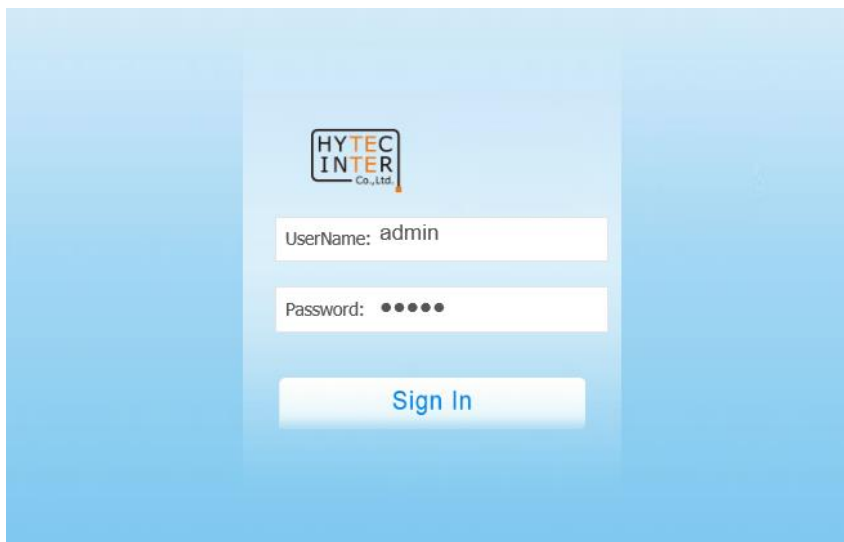 HYTEC
INTER
Co.,Ltd.
UserName: admin
Password: •••••
Sign In